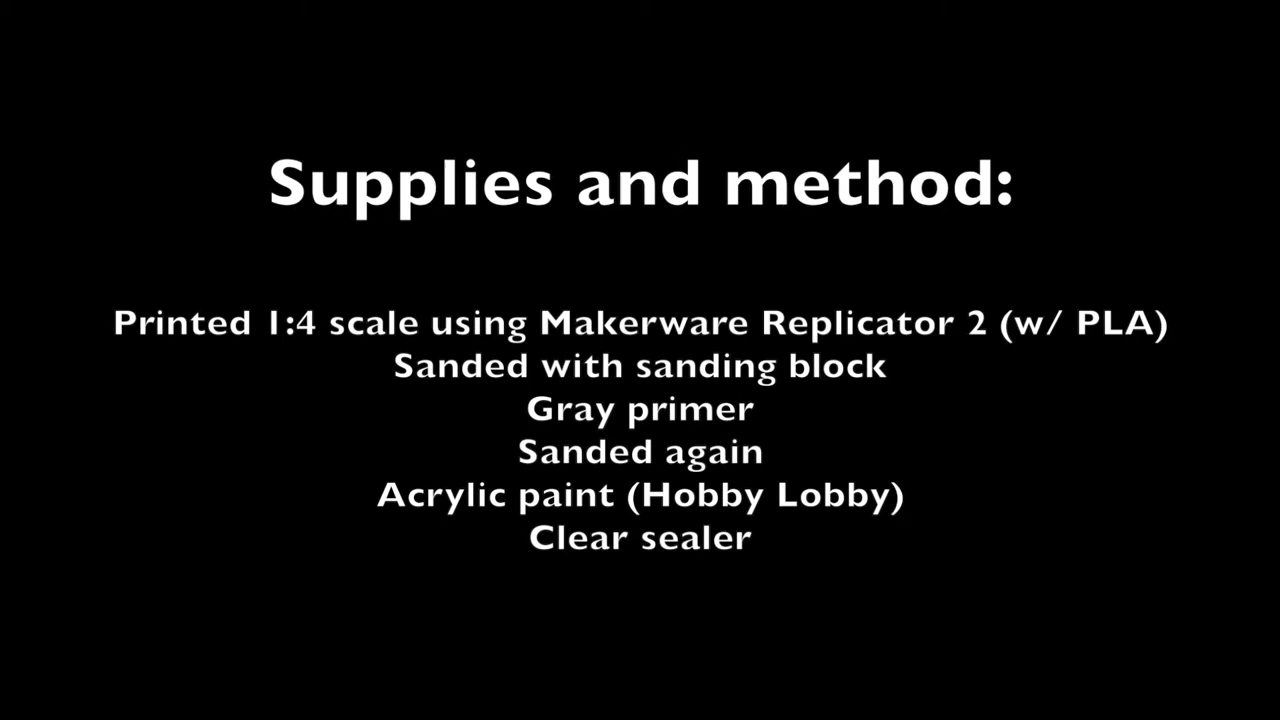 Supplies and method:
Printed 1:4 scale using Makerware Replicator 2 (w/ PLA)
Sanded with sanding block
Gray primer
Sanded again
Acrylic paint (Hobby Lobby)
Clear sealer